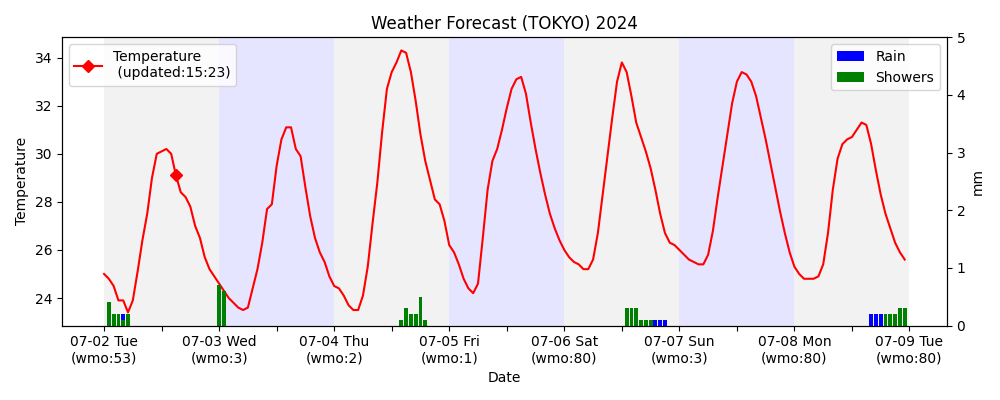 Weather Forecast (TOKYO) 2024
Temperature
(updated:15:23)
Rain
Showers
Temperature
34
32
30
28
26
24
5
4
3
2
1
0
mm
07-02 Tue
(wmo:53)
07-03 Wed
(wmo:3)
07-04 Thu
(wmo:2)
07-05 Fri
(wmo:1)
07-06 Sat
(wmo:80)
07-07 Sun
(wmo:3)
07-08 Mon
(wmo:80)
07-09 Tue
(wmo:80)
Date